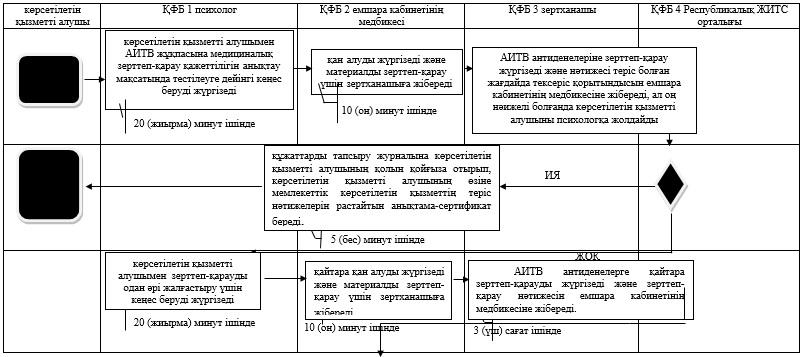 көрсетілетін
қызметті алушы
ҚФБ 1 психолог
ҚФБ 2 емшара кабинетінің
медбикесі
ҚФБ 3 зертханашы
ҚФБ 4 Республикалық ЖИТС
орталығы
көрсетілетін қызметті алушымен
АИТВ жұқпасына медициналық
зерттеп-қарау қажеттілігін анықтау
мақсатында тестілеуге дейінгі кеңес
беруді жүргізеді
20 (жиырма) минут ішінде
қан алуды жүргізеді және
материалды зерттеп-қарау
үшін зертханашыға жібереді
10 (он) минут ішінде
АИТВ антиденелеріне зерттеп-қарау
жүргізеді және нәтижесі теріс болған
жағдайда тексеріс қорытындысын емшара
кабинетінің медбикесіне жібереді, ал оң
нәижелі болғанда көрсетілетін қызметті
алушыны психологқа жолдайды
құжаттарды тапсыру журналына көрсетілетін
қызметті алушының қолын қойғыза отырып,
көрсетілетін қызметті алушының өзіне
мемлекеттік көрсетілетін қызметтің теріс
нәтижелерін растайтын анықтама-сертификат
береді.
5 (бес) минут ішінде
ИЯ
ЖОҚ
көрсетілетін қызметті
алушымен зерттеп-қарауды
одан әрі жалғастыру үшін
кеңес беруді жүргізеді
20 (жиырма) минут ішінде
қайтара қан алуды жүргізеді
және материалды зерттеп-
қарау үшін зертханашыға
жібереді
10 (он) минут ішінде
АИТВ антиденелерге қайтара
зерттеп-қарауды жүргізеді және зерттеп-
қарау нәтижесін емшара кабинетінің
медбикесіне жібереді.
3 (үш) сағат ішінде